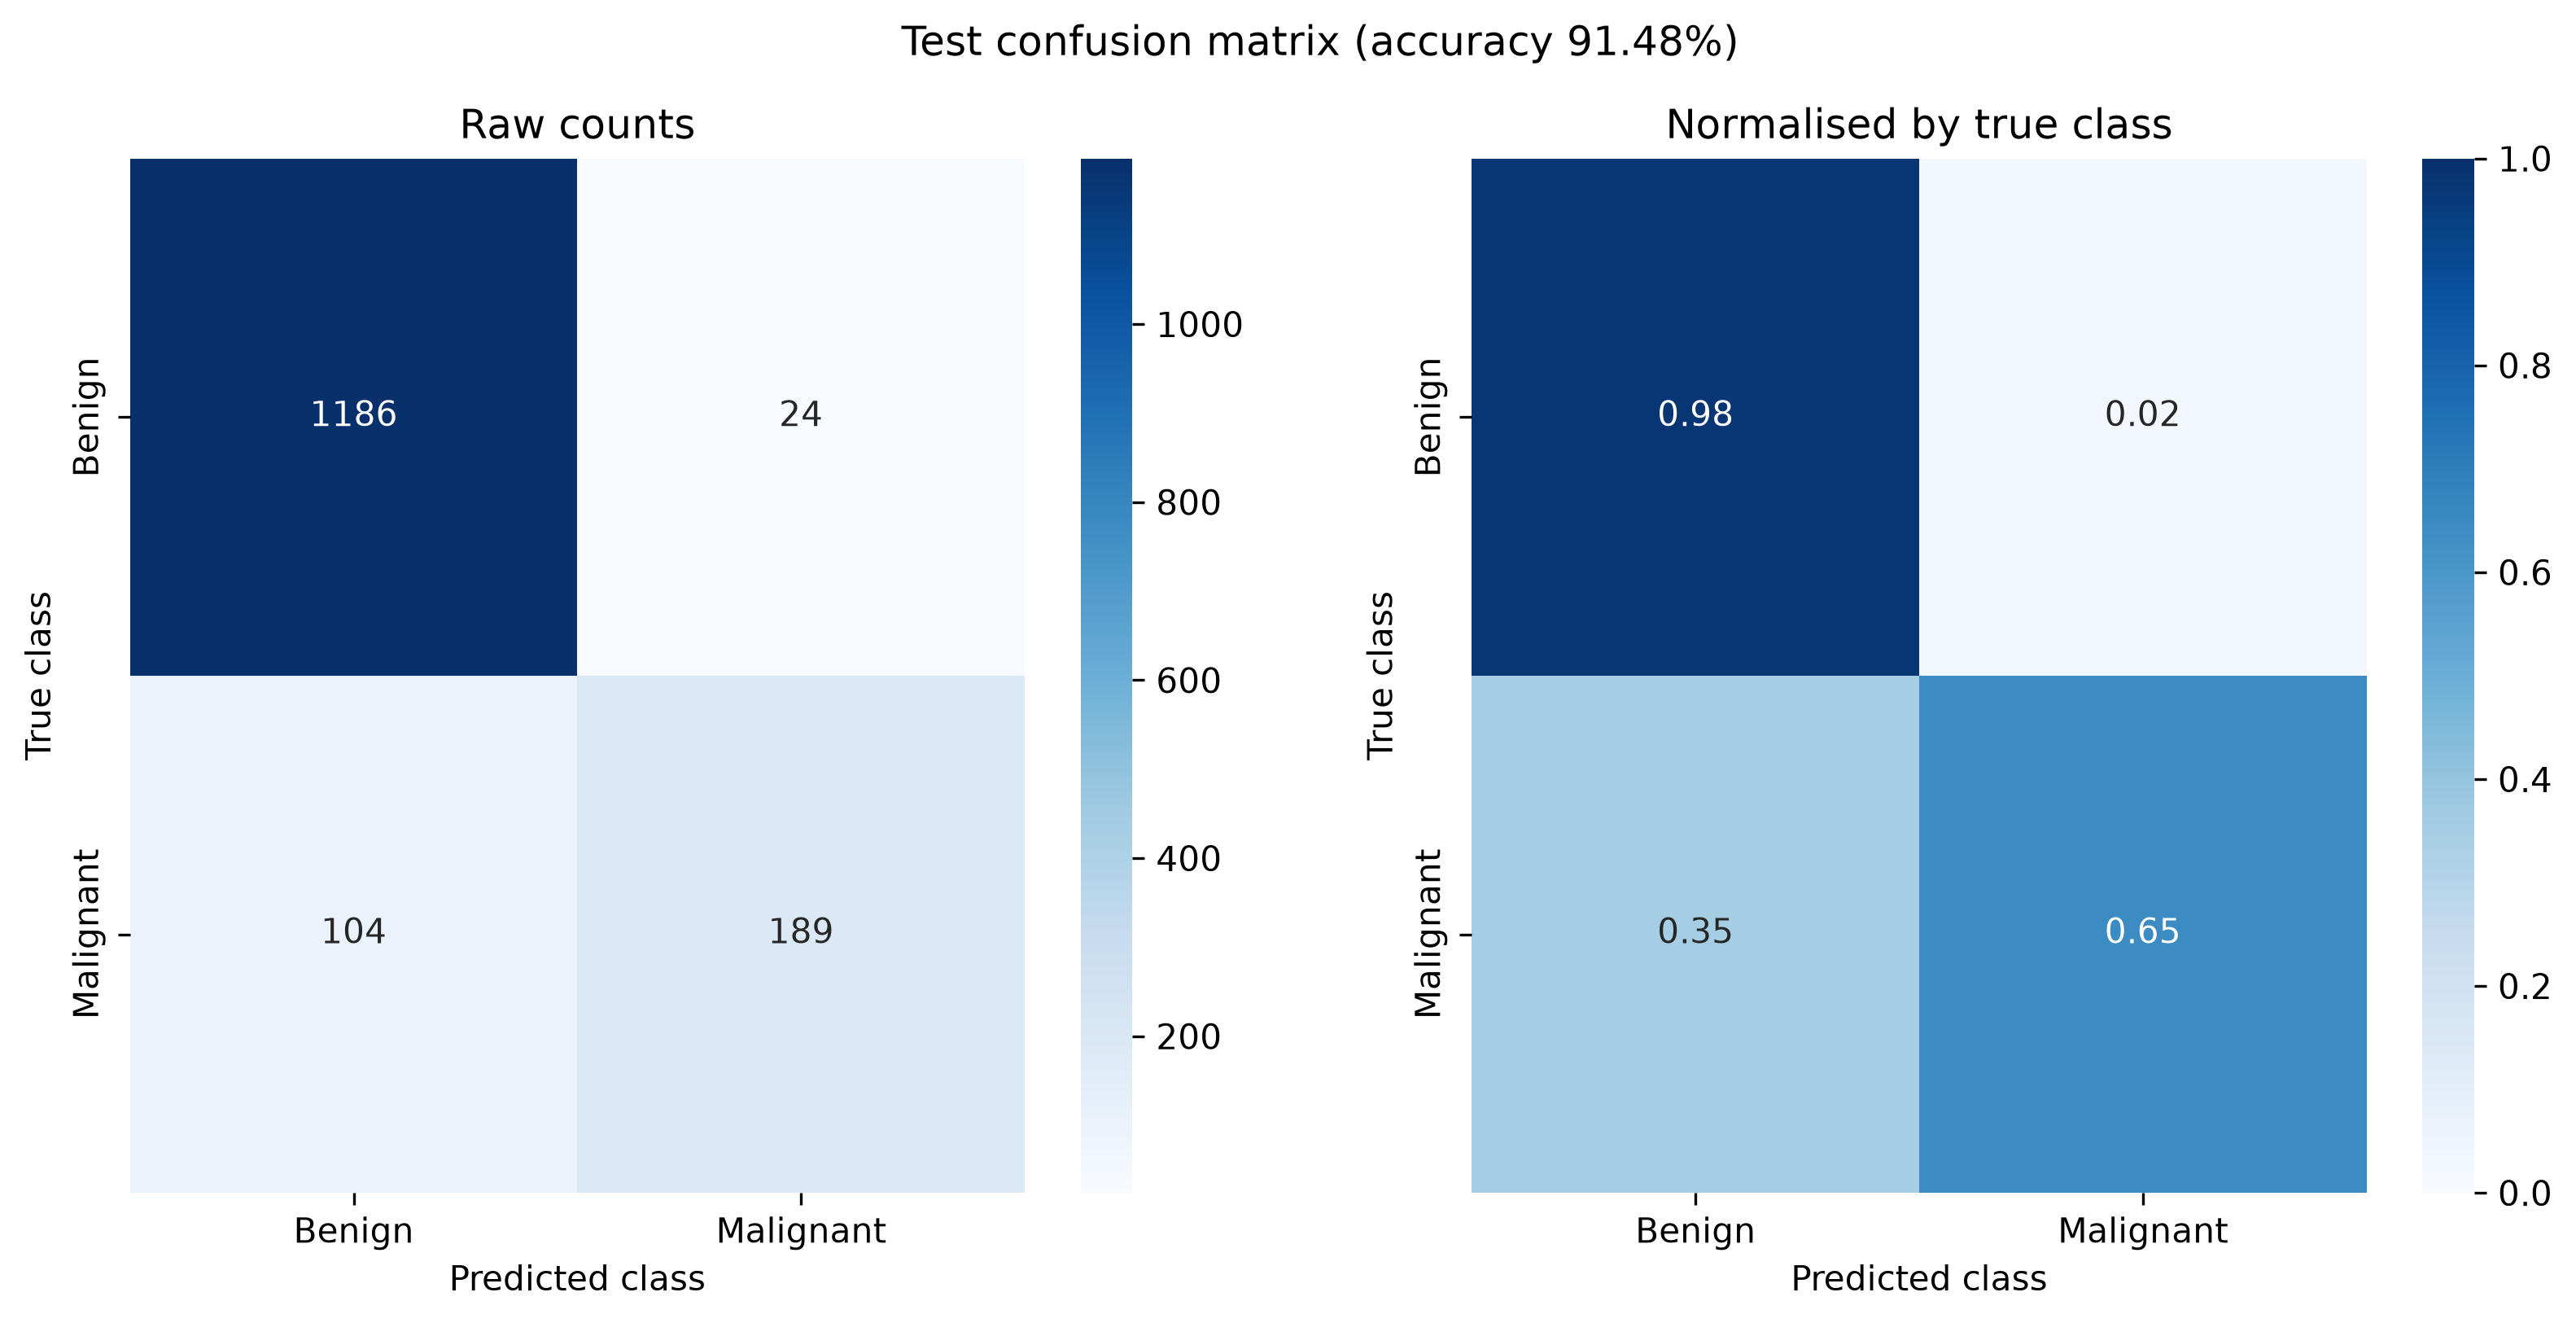 Test confusion matrix (accuracy 91.48%)
Raw counts
True class
Benign
Malignant
1186
24
104
189
Benign
Malignant
Predicted class
1000
800
600
400
200
Normalised by true class
True class
Benign
Malignant
0.98
0.02
0.35
0.65
Benign
Malignant
Predicted class
1.0
0.8
0.6
0.4
0.2
0.0